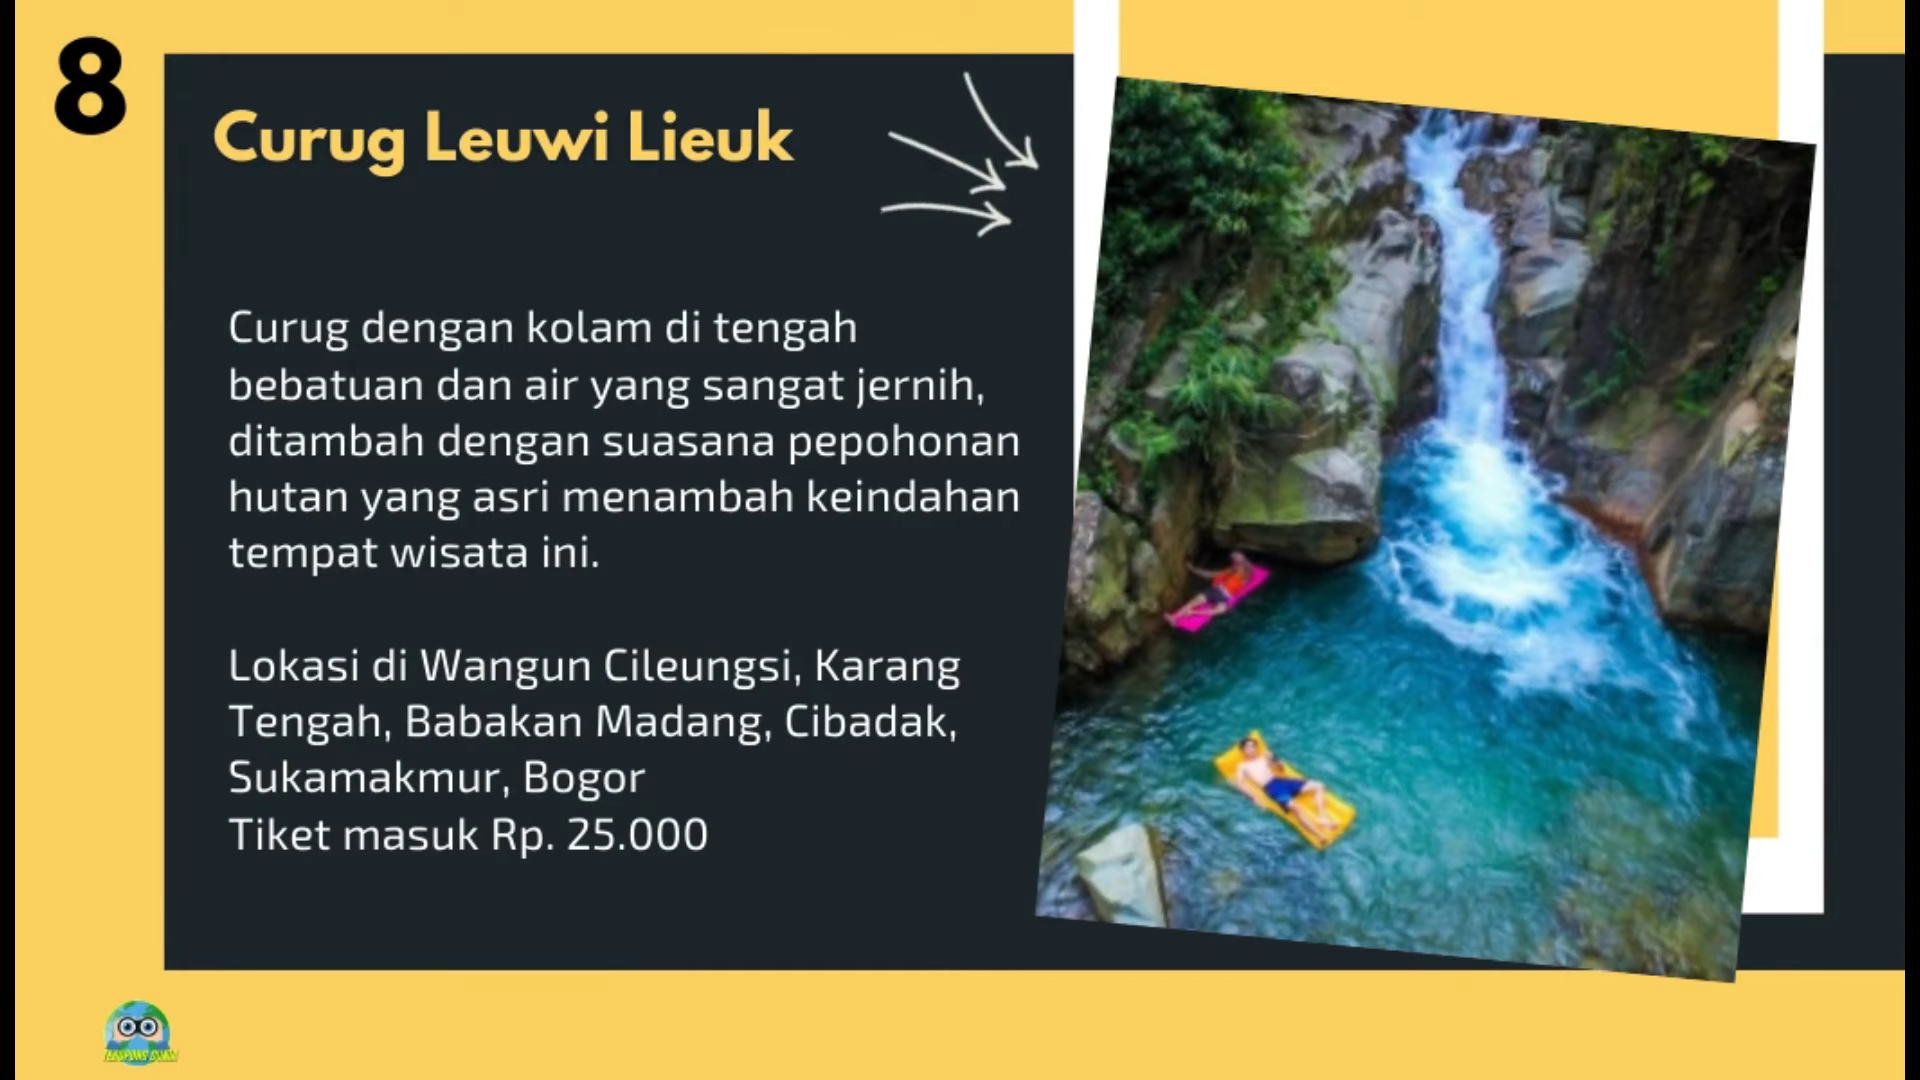 8
Curug Leuwi Lieuk
Curug dengan kolam di tengah
bebatuan dan air yang sangat jernih,
ditambah dengan suasana pepohonan
hutan yang asri menambah keindahan
tempat wisata ini.
Lokasi di Wangun Cileungsi, Karang
Tengah, Babakan Madang, Cibadak,
Sukamakmur, Bogor
Tiket masuk Rp. 25.000